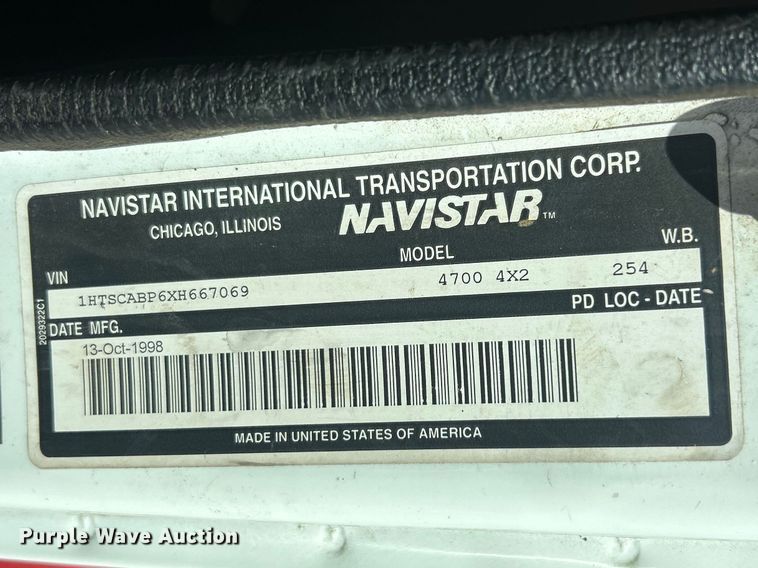 NAVISTAR INTERNATIONAL TRANSPORTATION CORP.
CHICAGO, ILLINOIS
NAVISTAR™
VIN
MODEL
W.B.
1HTSCABP6XH667069
4700 4X2
254
DATE MFG.
PD LOC - DATE
13-Oct-1998
MADE IN UNITED STATES OF AMERICA
2029322C1
Purple Wave Auction